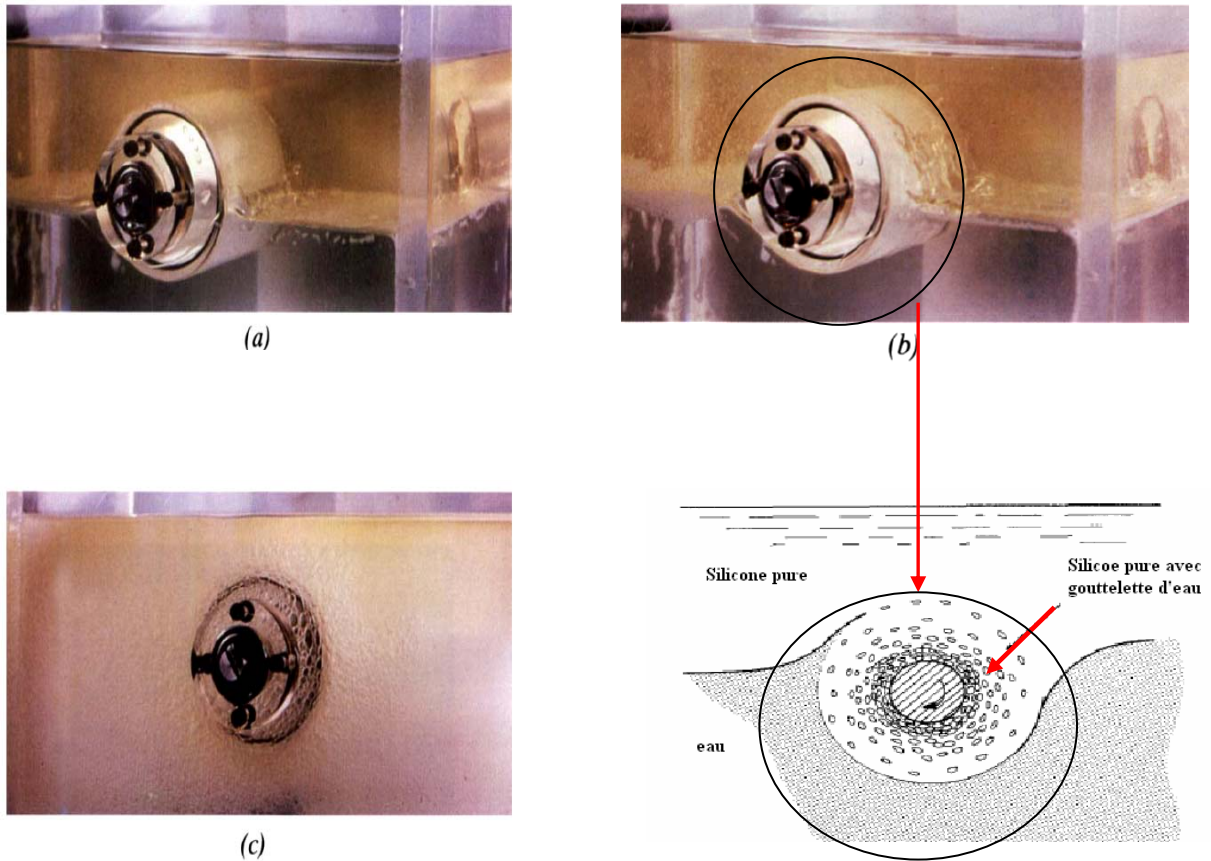 (a)
(b)
Silicone pure
Silicoe pure avec
gouttelette d'eau
eau
(c)